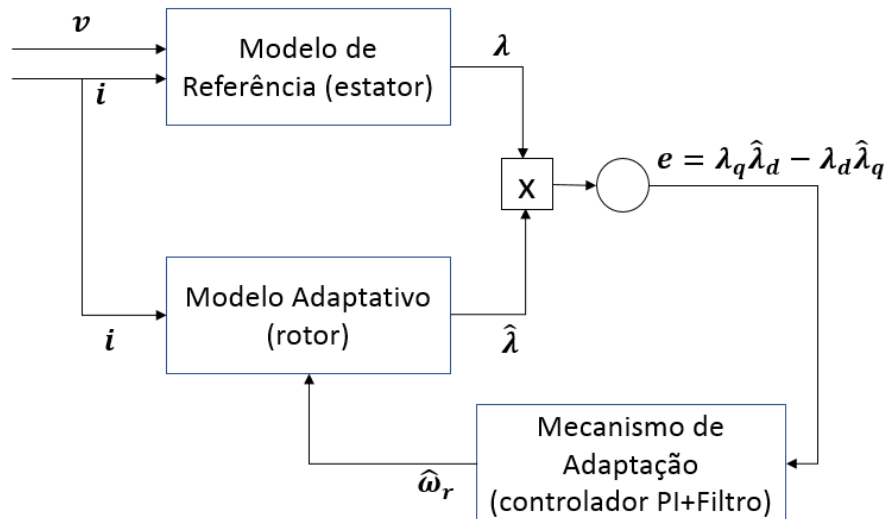 v
i
Modelo de
Referência (estator)
λ
x
e = λ_q λ̂_d − λ_d λ̂_q
i
Modelo Adaptativo
(rotor)
λ̂
ω̂_r
Mecanismo de
Adaptação
(controlador PI+Filtro)